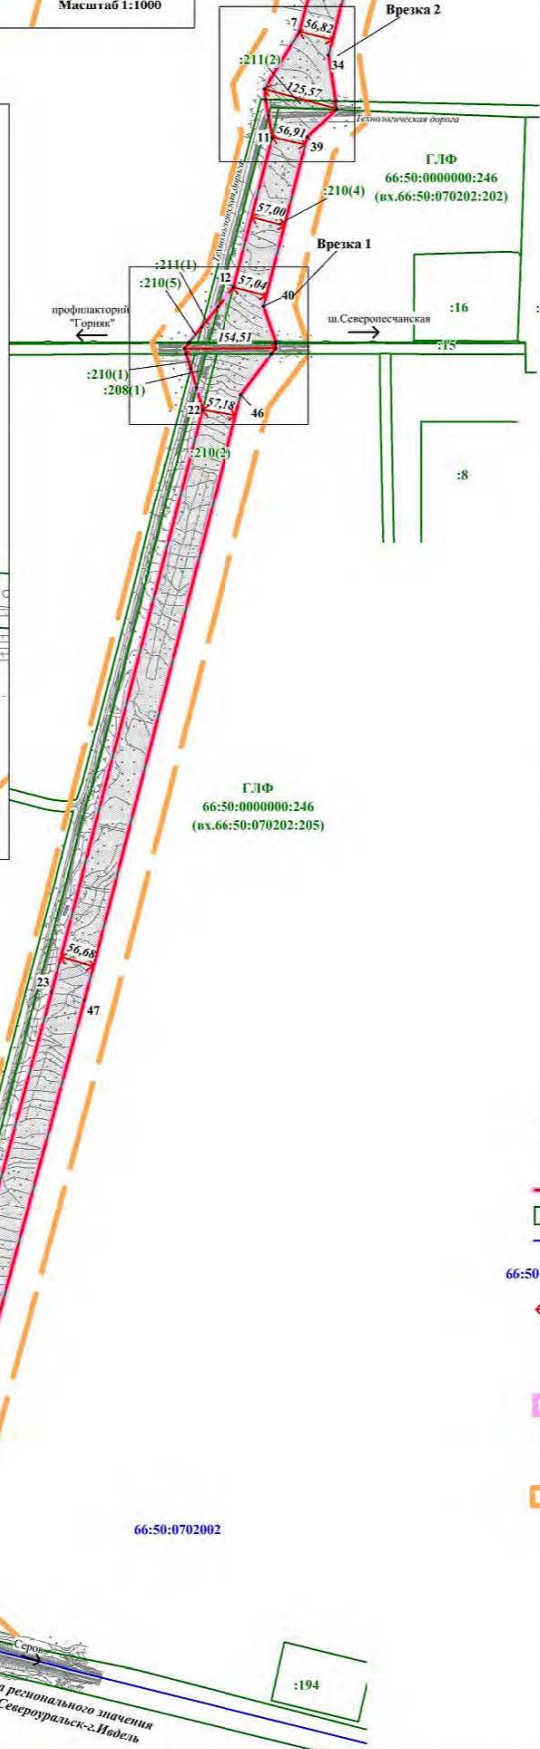 Масштаб 1:1000
7
56,82
Врезка 2
34
:211(2)
125,57
Технологическая дорога
11
56,91
39
ГЛФ
66:50:0000000:246
(вх.66:50:070202:202)
:210(4)
57,00
Технологическая дорога
Врезка 1
:211(1)
12
57,04
:210(5)
40
профилакторий
"Горняк"
ш.Северопесчанская
:16
154,51
:15
:210(1)
:208(1)
57,18
22
46
:210(2)
:8
ГЛФ
66:50:0000000:246
(вх.66:50:070202:205)
56,68
23
47
66:50
66:50:0702002
Серов
:194
а регионального значения
Североуральск-г.Ивдель